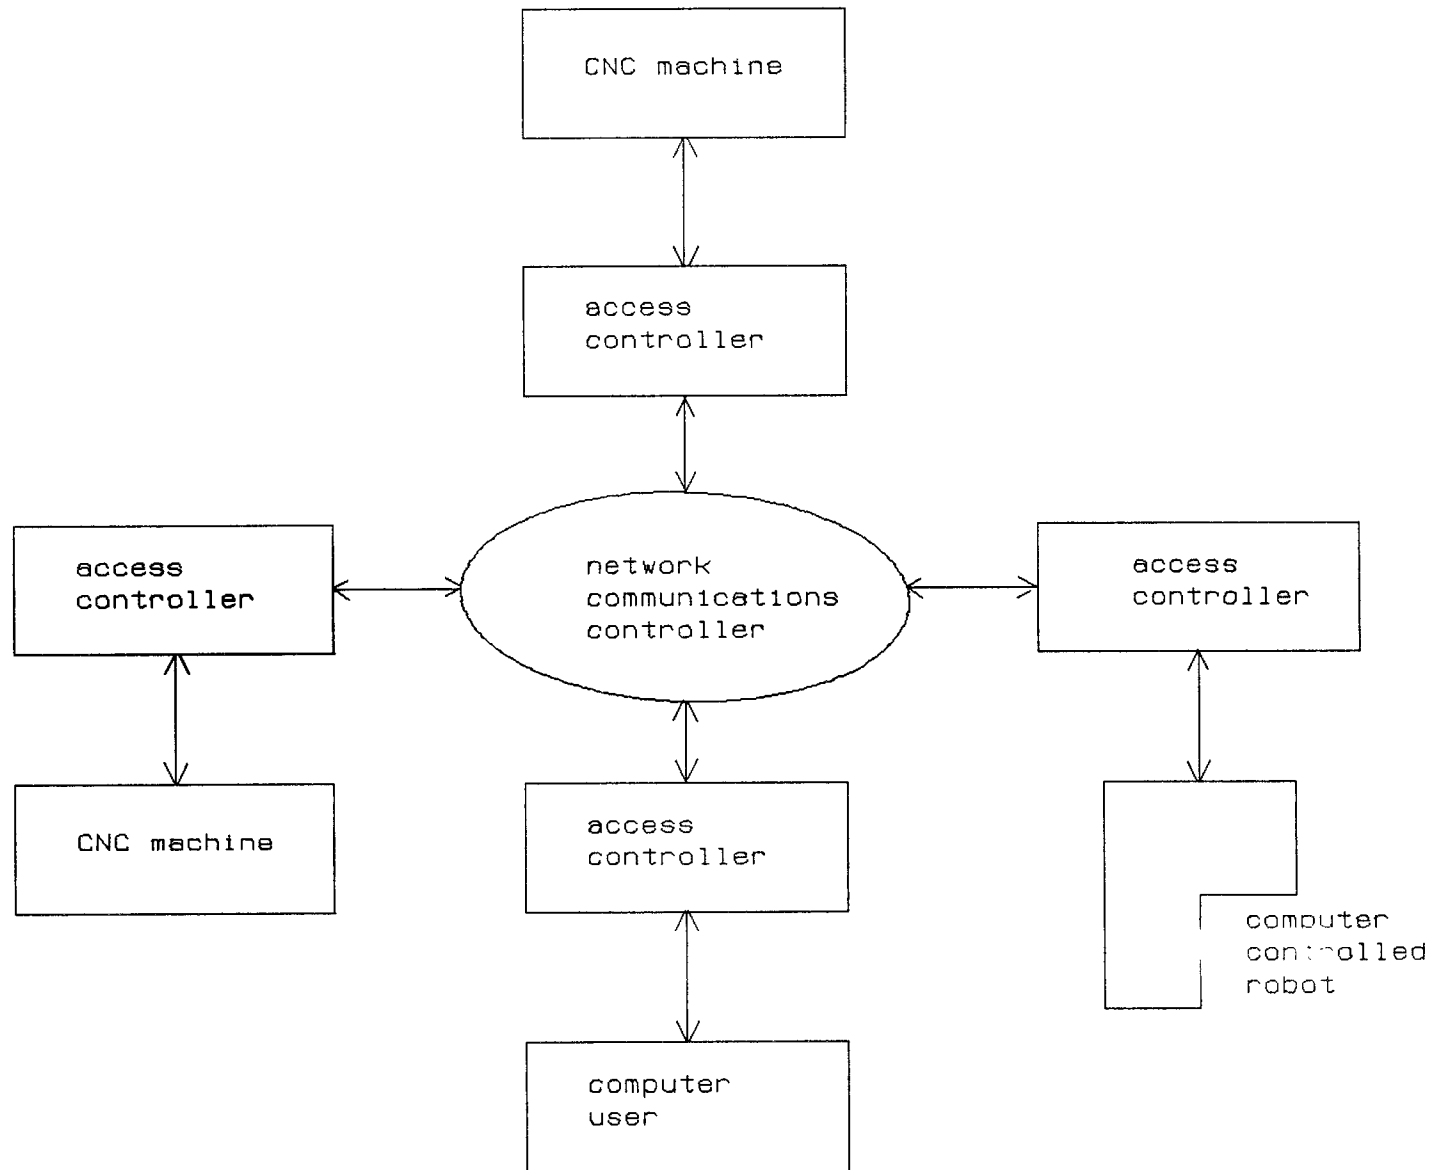 CNC machine
access
controller
access
controller
network
communications
controller
access
controller
CNC machine
access
controller
computer
controlled
robot
computer
user